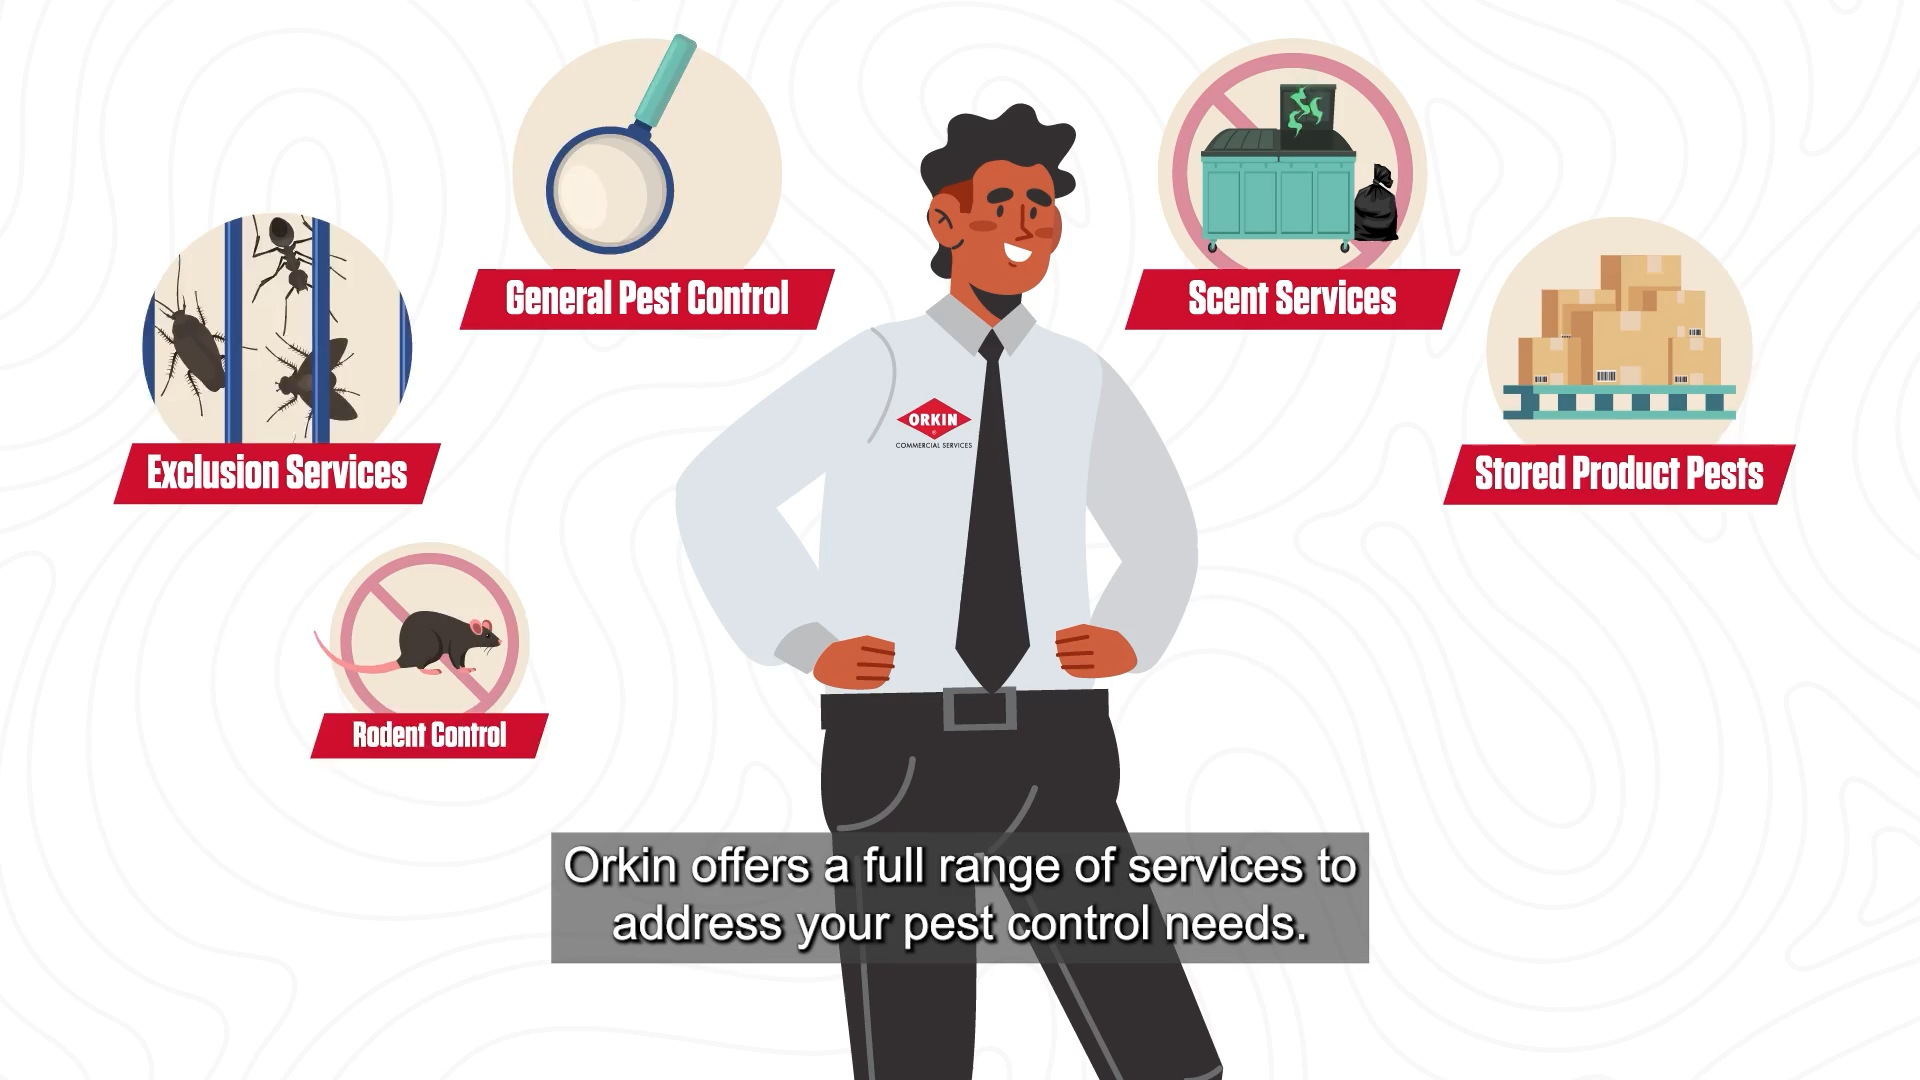 General Pest Control
Scent Services
Exclusion Services
Stored Product Pests
ORKIN
®
COMMERCIAL SERVICES
Rodent Control
Orkin offers a full range of services to
address your pest control needs.